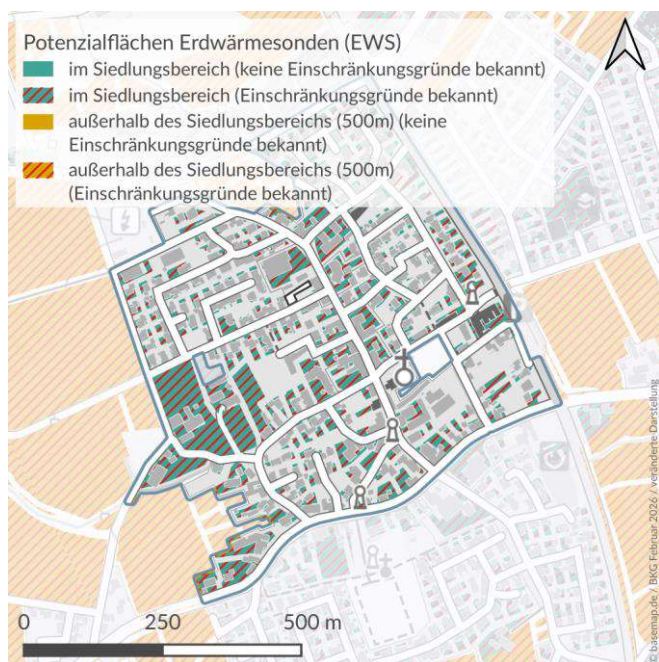 Potenzialflächen Erdwärmesonden (EWS)
im Siedlungsbereich (keine Einschränkungsgründe bekannt)
im Siedlungsbereich (Einschränkungsgründe bekannt)
außerhalb des Siedlungsbereichs (500m) (keine
Einschränkungsgründe bekannt)
außerhalb des Siedlungsbereichs (500m)
(Einschränkungsgründe bekannt)
0 250 500 m
© basemap.de / BKG Februar 2026 / veränderte Darstellung